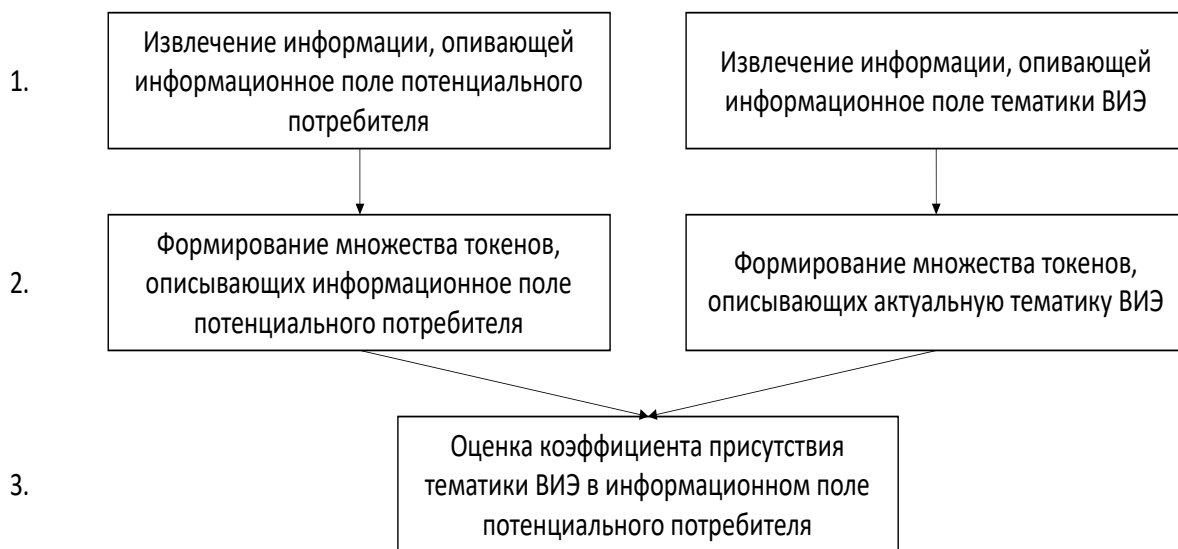 1.
Извлечение информации, опивающей
информационное поле потенциального
потребителя
Извлечение информации, опивающей
информационное поле тематики ВИЭ
2.
Формирование множества токенов,
описывающих информационное поле
потенциального потребителя
Формирование множества токенов,
описывающих актуальную тематику ВИЭ
3.
Оценка коэффициента присутствия
тематики ВИЭ в информационном поле
потенциального потребителя